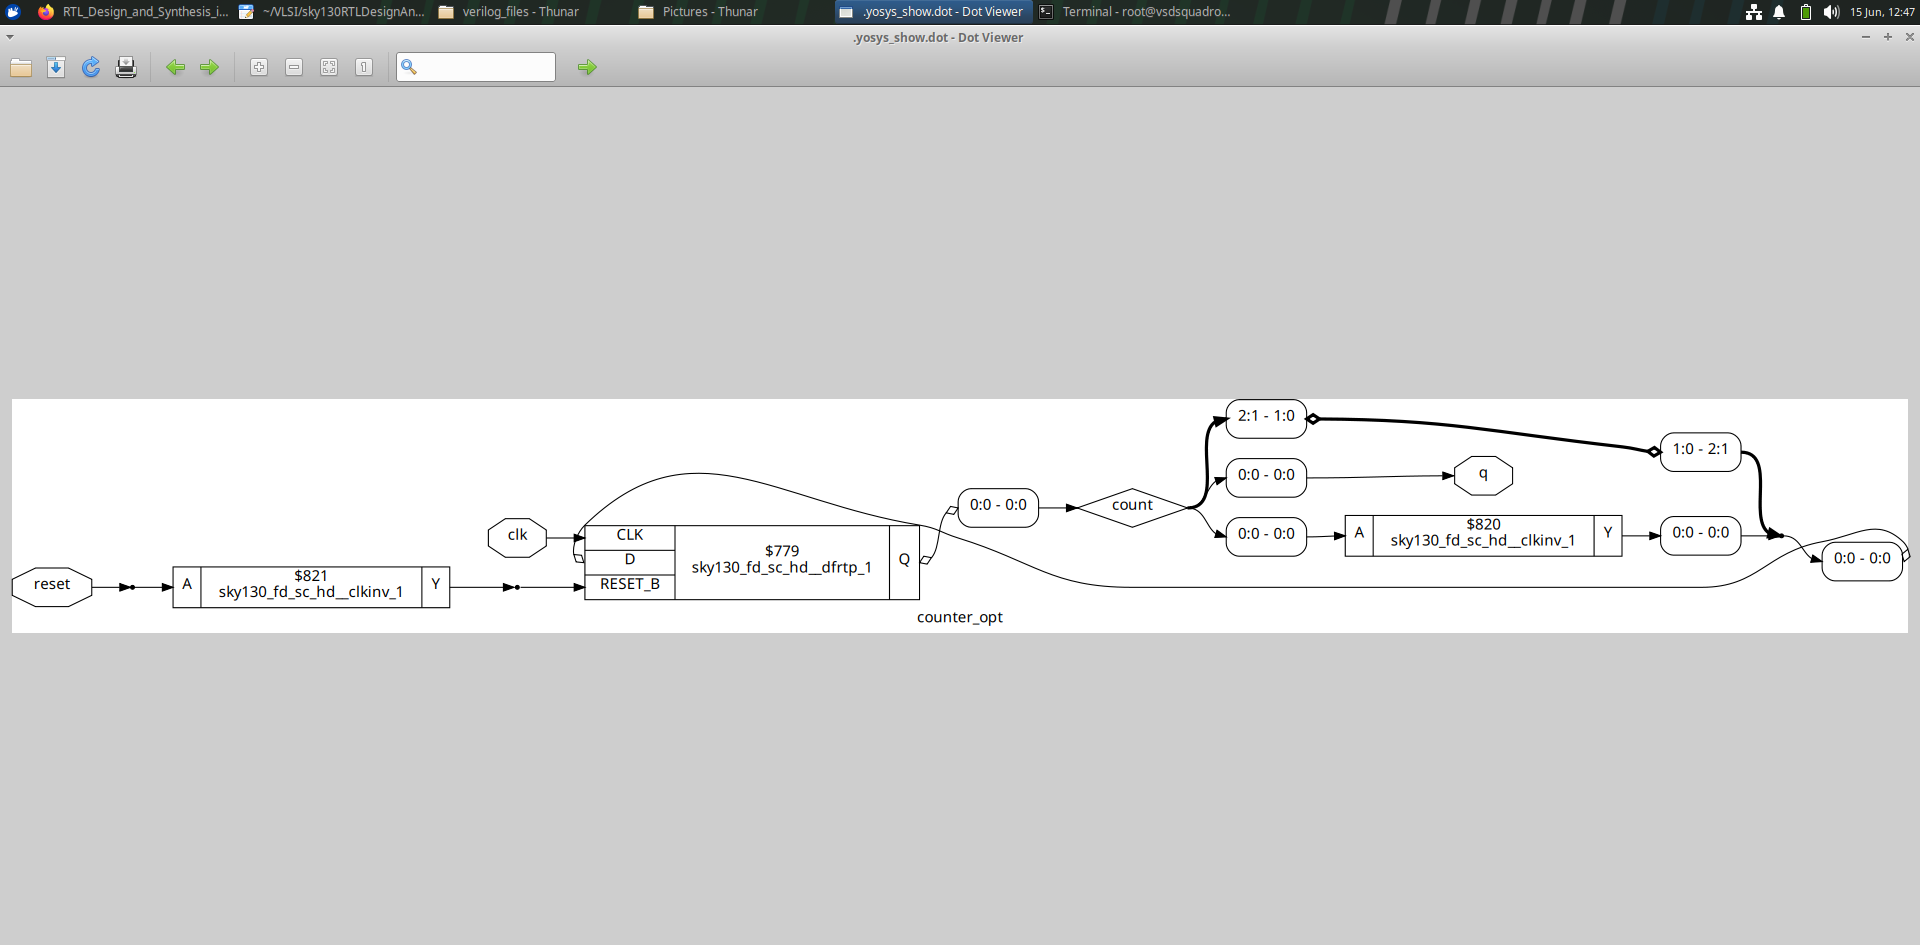 RTL_Design_and_Synthesis_i...
~/VLSI/sky130RTLDesignAn...
verilog_files - Thunar
Pictures - Thunar
.yosys_show.dot - Dot Viewer
Terminal - root@vsdsquadro...
15 Jun, 12:47
.yosys_show.dot - Dot Viewer
2:1 - 1:0
1:0 - 2:1
0:0 - 0:0
q
0:0 - 0:0
count
clk
CLK
D
RESET_B
$779
sky130_fd_sc_hd__dfrtp_1
Q
0:0 - 0:0
A
$820
sky130_fd_sc_hd__clkinv_1
Y
0:0 - 0:0
0:0 - 0:0
reset
A
$821
sky130_fd_sc_hd__clkinv_1
Y
counter_opt